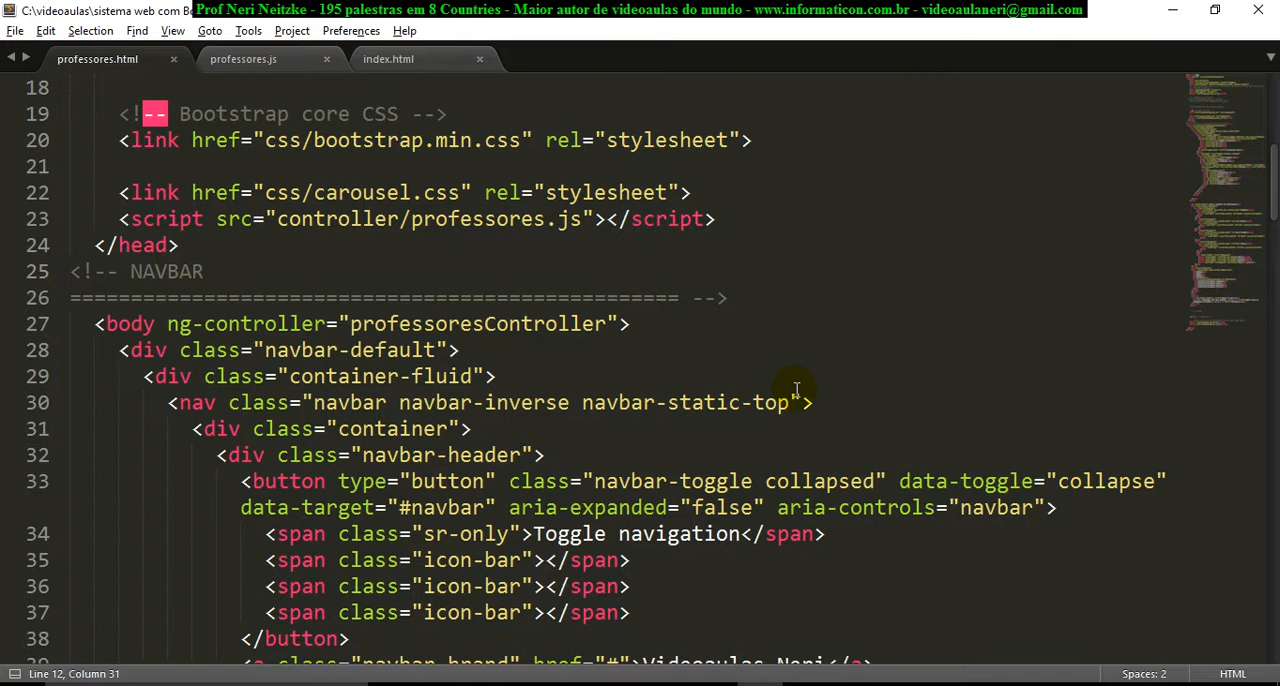 C:\videoaulas\sistema web com Bo
Prof Neri Neitzke - 195 palestras em 8 Countries - Maior autor de videoaulas do mundo - www.informaticon.com.br - videoaulaneri@gmail.com
File Edit Selection Find View Goto Tools Project Preferences Help
professores.html × professores.js × index.html ×
18
19 <!-- Bootstrap core CSS -->
20 <link href="css/bootstrap.min.css" rel="stylesheet">
21
22 <link href="css/carousel.css" rel="stylesheet">
23 <script src="controller/professores.js"></script>
24 </head>
25 <!-- NAVBAR
26 ================================================== -->
27 <body ng-controller="professoresController">
28 <div class="navbar-default">
29 <div class="container-fluid">
30 <nav class="navbar navbar-inverse navbar-static-top">
31 <div class="container">
32 <div class="navbar-header">
33 <button type="button" class="navbar-toggle collapsed" data-toggle="collapse"
data-target="#navbar" aria-expanded="false" aria-controls="navbar">
34 <span class="sr-only">Toggle navigation</span>
35 <span class="icon-bar"></span>
36 <span class="icon-bar"></span>
37 <span class="icon-bar"></span>
38 </button>
39 <a class="navbar-brand" href="#">Videoaulas Neri</a>
Line 12, Column 31 Spaces: 2 HTML